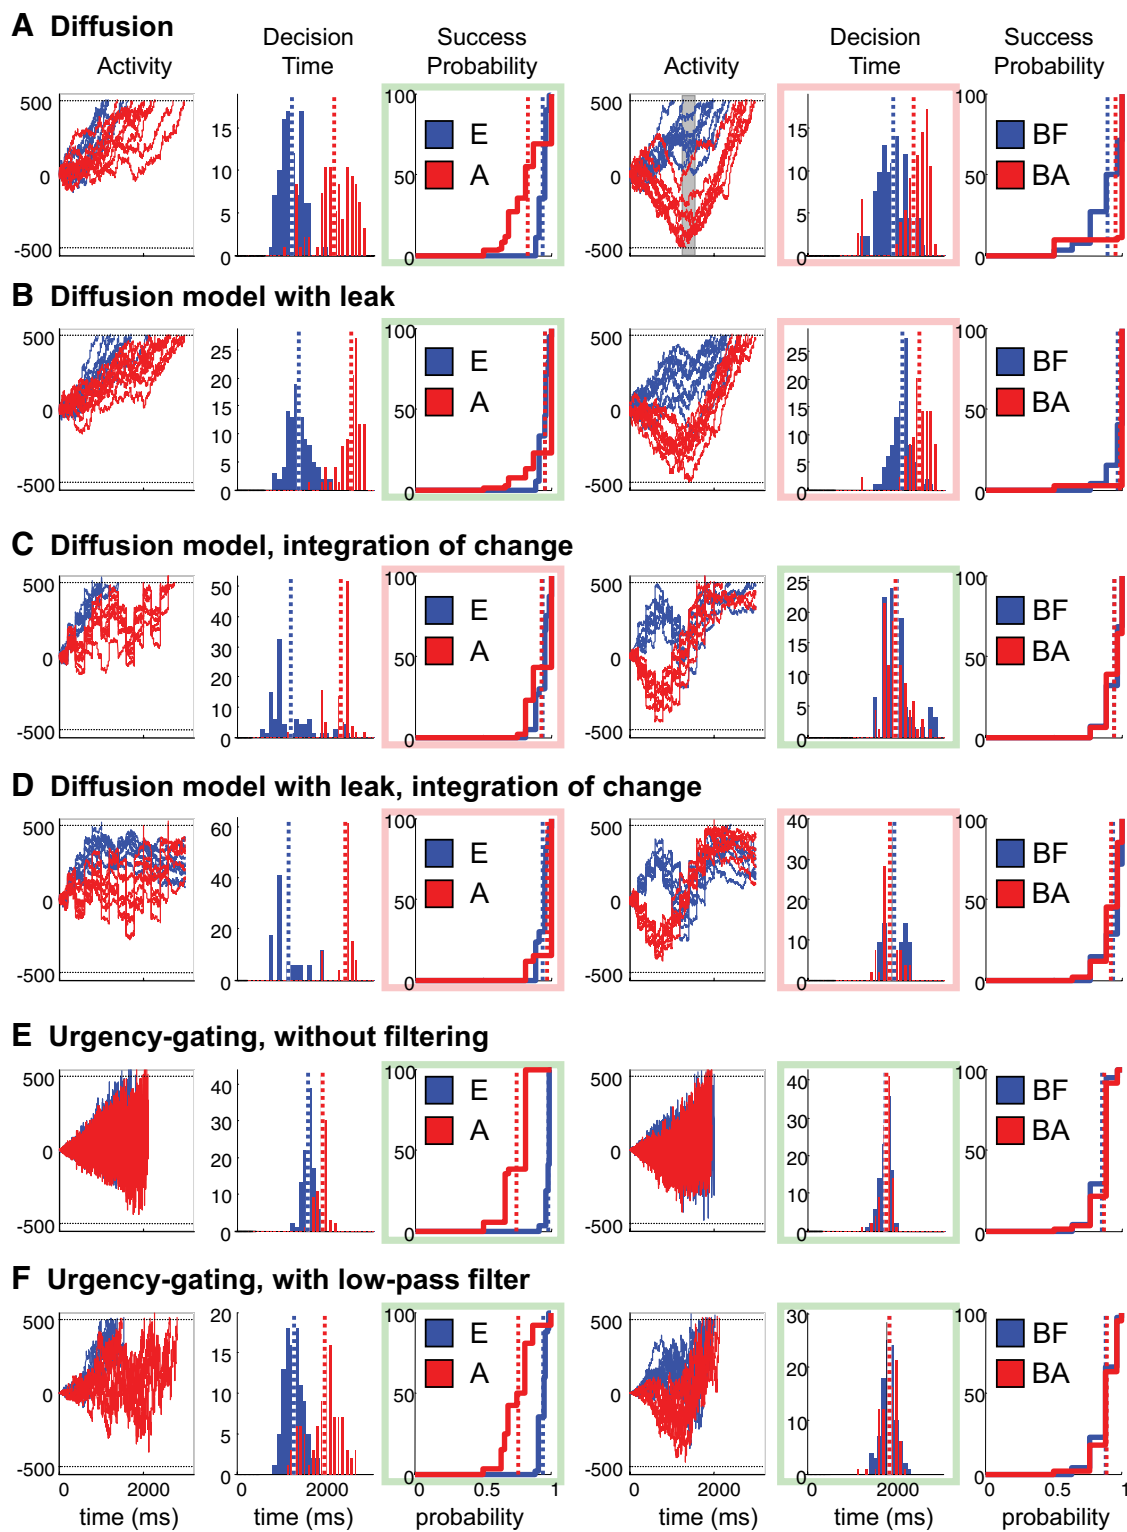 A Diffusion
Activity
Decision Time
Success Probability
Activity
Decision Time
Success Probability
500 0 -500
15 10 5 0
100 50 0
E
A
500 0 -500
15 10 5 0
100 50 0
BF
BA
B Diffusion model with leak
500 0 -500
25 20 15 10 5 0
100 50 0
E
A
500 0 -500
25 20 15 10 5 0
100 50 0
BF
BA
C Diffusion model, integration of change
500 0 -500
50 40 30 20 10 0
100 50 0
E
A
500 0 -500
25 20 15 10 5 0
100 50 0
BF
BA
D Diffusion model with leak, integration of change
500 0 -500
60 40 20 0
100 50 0
E
A
500 0 -500
40 30 20 10 0
100 50 0
BF
BA
E Urgency-gating, without filtering
500 0 -500
40 30 20 10 0
100 50 0
E
A
500 0 -500
40 30 20 10 0
100 50 0
BF
BA
F Urgency-gating, with low-pass filter
500 0 -500
20 15 10 5 0
100 50 0
E
A
500 0 -500
30 20 10 0
100 50 0
BF
BA
0 2000
0 2000
0 1
0 2000
0 2000
0 1
time (ms)
time (ms)
probability
time (ms)
time (ms)
probability